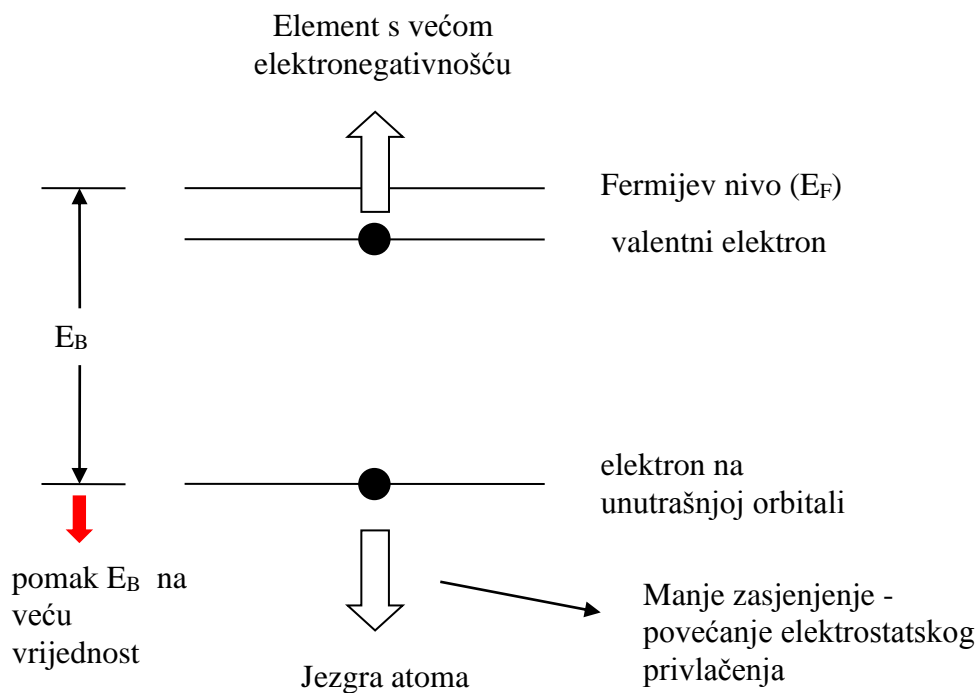 Element s većom
elektronegativnošću
Fermijev nivo (EF)
valentni elektron
EB
elektron na
unutrašnjoj orbitali
pomak EB na
veću
vrijednost
Manje zasjenjenje -
povećanje elektrostatskog
privlačenja
Jezgra atoma